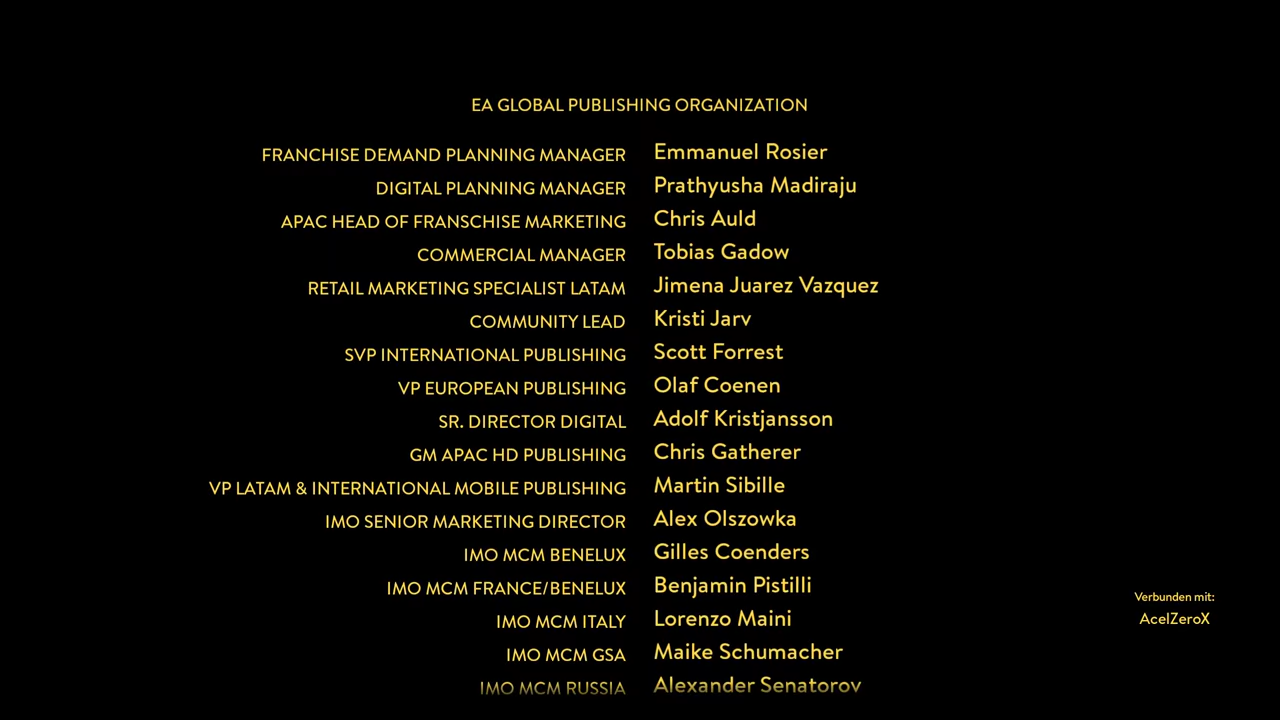 EA GLOBAL PUBLISHING ORGANIZATION
FRANCHISE DEMAND PLANNING MANAGER Emmanuel Rosier
DIGITAL PLANNING MANAGER Prathyusha Madiraju
APAC HEAD OF FRANSCHISE MARKETING Chris Auld
COMMERCIAL MANAGER Tobias Gadow
RETAIL MARKETING SPECIALIST LATAM Jimena Juarez Vazquez
COMMUNITY LEAD Kristi Jarv
SVP INTERNATIONAL PUBLISHING Scott Forrest
VP EUROPEAN PUBLISHING Olaf Coenen
SR. DIRECTOR DIGITAL Adolf Kristjansson
GM APAC HD PUBLISHING Chris Gatherer
VP LATAM & INTERNATIONAL MOBILE PUBLISHING Martin Sibille
IMO SENIOR MARKETING DIRECTOR Alex Olszowka
IMO MCM BENELUX Gilles Coenders
IMO MCM FRANCE/BENELUX Benjamin Pistilli
IMO MCM ITALY Lorenzo Maini
IMO MCM GSA Maike Schumacher
IMO MCM RUSSIA Alexander Senatorov
Verbunden mit:
AcelZeroX